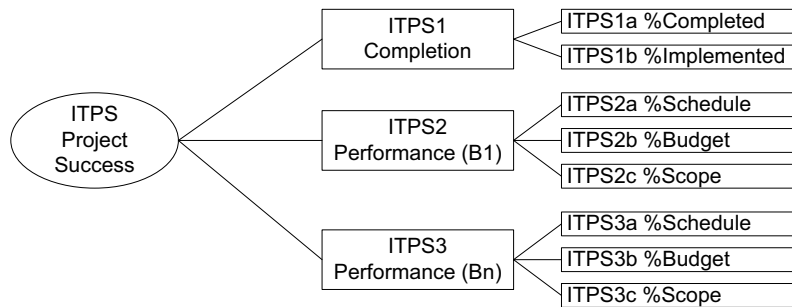 ITPS
Project
Success
ITPS1
Completion
ITPS1a %Completed
ITPS1b %Implemented
ITPS2
Performance (B1)
ITPS2a %Schedule
ITPS2b %Budget
ITPS2c %Scope
ITPS3
Performance (Bn)
ITPS3a %Schedule
ITPS3b %Budget
ITPS3c %Scope